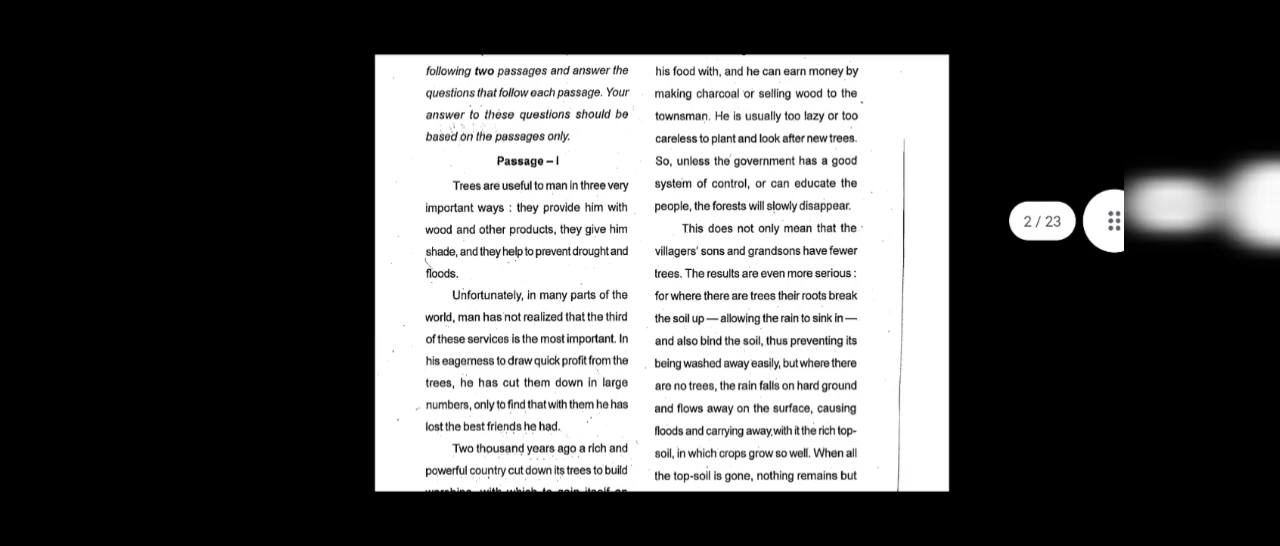 following two passages and answer the
questions that follow each passage. Your
answer to these questions should be
based on the passages only.
Passage – I
Trees are useful to man in three very
important ways : they provide him with
wood and other products, they give him
shade, and they help to prevent drought and
floods.
Unfortunately, in many parts of the
world, man has not realized that the third
of these services is the most important. In
his eagerness to draw quick profit from the
trees, he has cut them down in large
numbers, only to find that with them he has
lost the best friends he had.
Two thousand years ago a rich and
powerful country cut down its trees to build
his food with, and he can earn money by
making charcoal or selling wood to the
townsman. He is usually too lazy or too
careless to plant and look after new trees.
So, unless the government has a good
system of control, or can educate the
people, the forests will slowly disappear.
This does not only mean that the
villagers' sons and grandsons have fewer
trees. The results are even more serious :
for where there are trees their roots break
the soil up — allowing the rain to sink in —
and also bind the soil, thus preventing its
being washed away easily, but where there
are no trees, the rain falls on hard ground
and flows away on the surface, causing
floods and carrying away with it the rich top-
soil, in which crops grow so well. When all
the top-soil is gone, nothing remains but
2 / 23